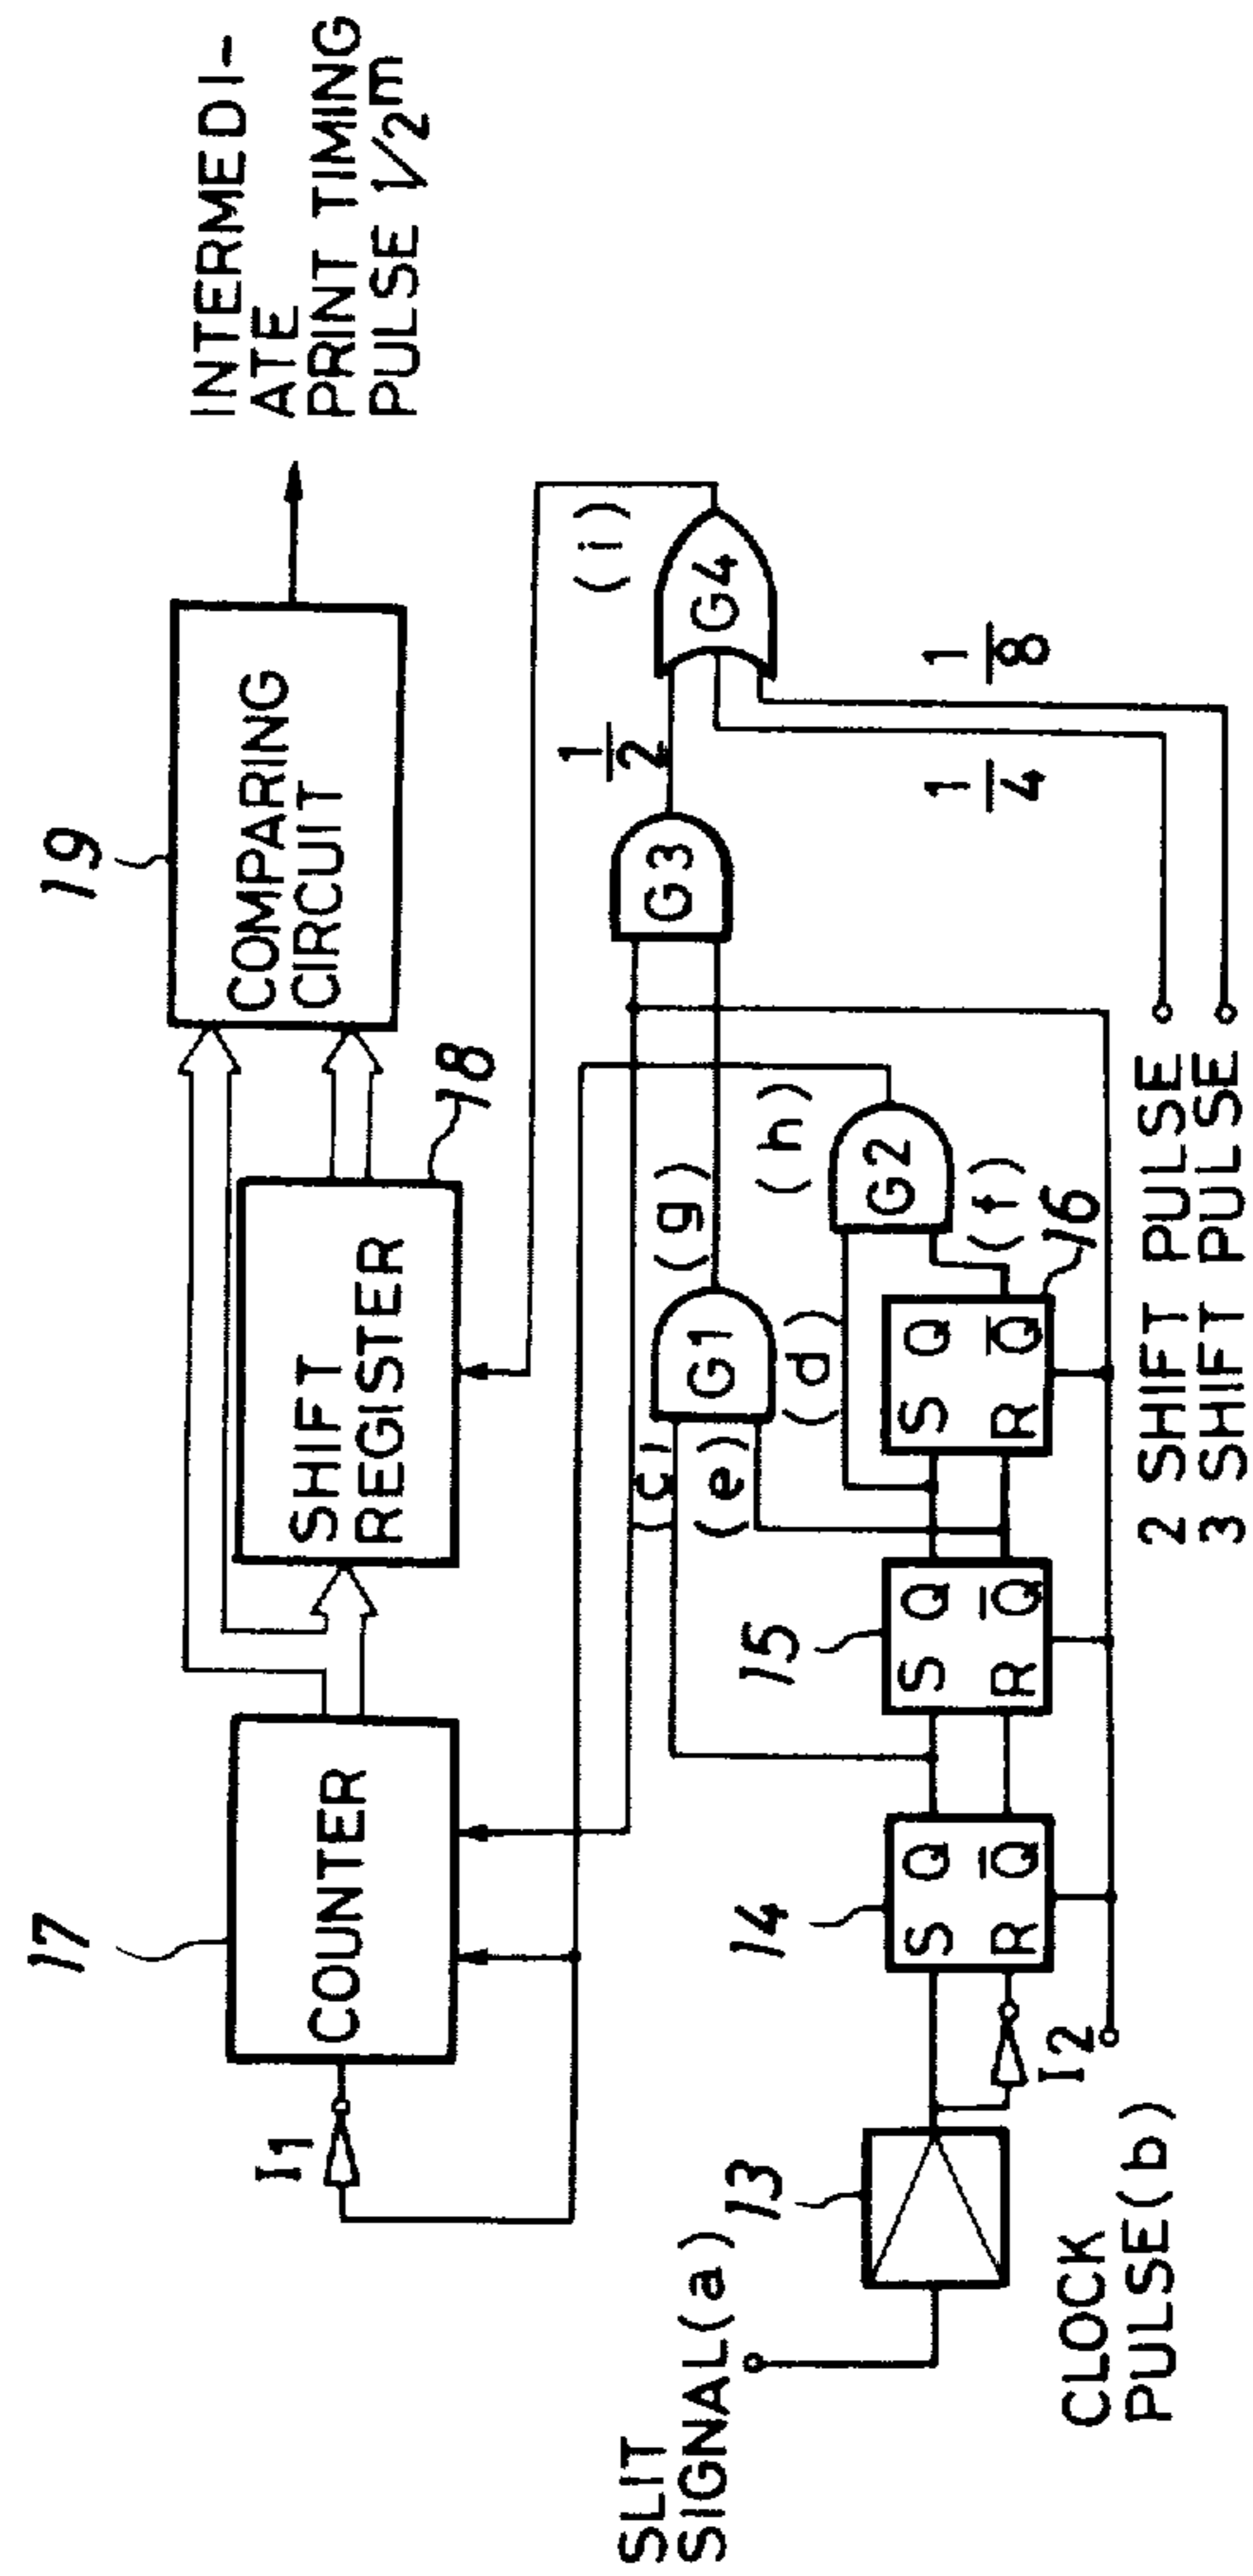 19
INTERMEDI-
ATE
PRINT TIMING
PULSE 1/2m
COMPARING
CIRCUIT
18
SHIFT
REGISTER
17
COUNTER
I1
(i)
G4
1/2
G3
1/8
1/4
(g)
G1
(h)
G2
(c)
(e)
(d)
(f)
16
S Q
R Q̅
15
S Q
R Q̅
14
S Q
R Q̅
I2
13
SLIT
SIGNAL(a)
CLOCK
PULSE(b)
2 SHIFT PULSE
3 SHIFT PULSE